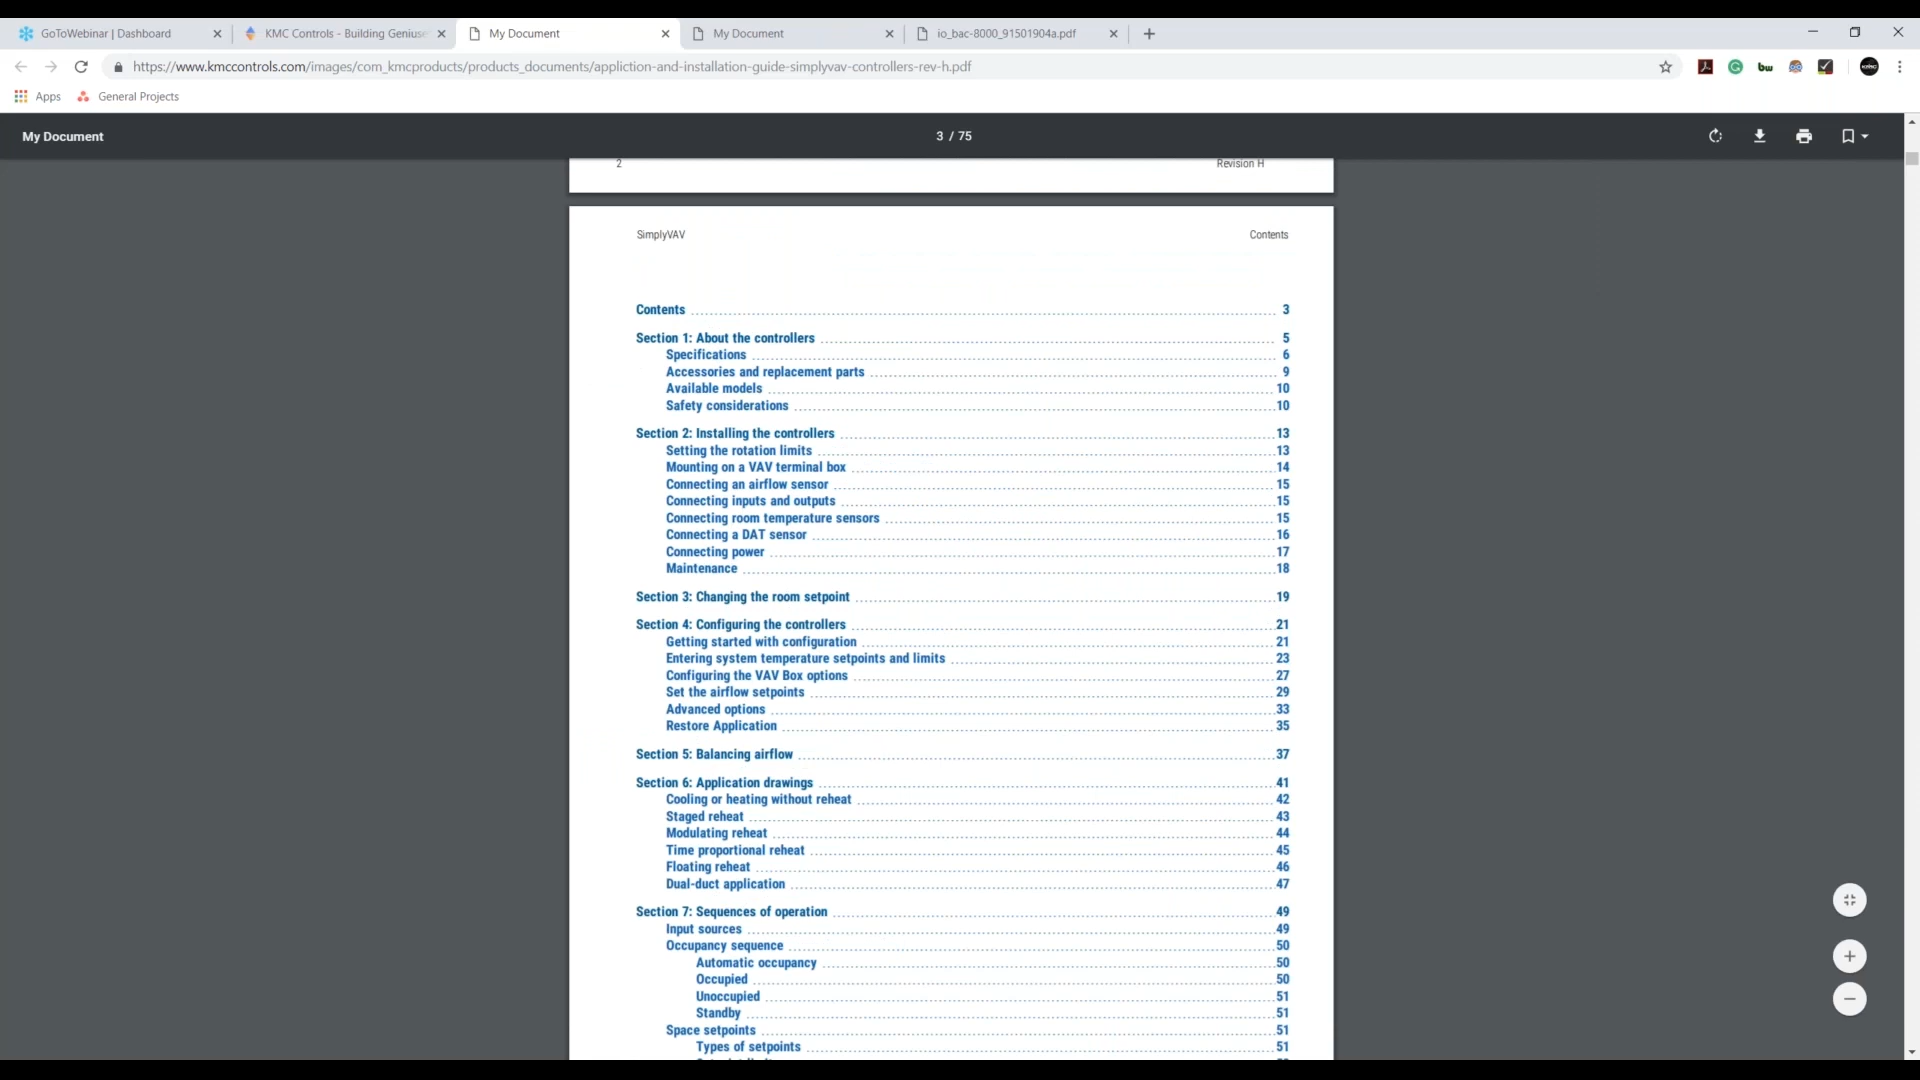 GoToWebinar | Dashboard
KMC Controls - Building Geniuse
My Document
My Document
io_bac-8000_91501904a.pdf
https://www.kmccontrols.com/images/com_kmcproducts/products_documents/appliction-and-installation-guide-simplyvav-controllers-rev-h.pdf
bw
Apps
General Projects
My Document
3 / 75
2 Revision H
SimplyVAV Contents
Contents 3
Section 1: About the controllers 5
Specifications 6
Accessories and replacement parts 9
Available models 10
Safety considerations 10
Section 2: Installing the controllers 13
Setting the rotation limits 13
Mounting on a VAV terminal box 14
Connecting an airflow sensor 15
Connecting inputs and outputs 15
Connecting room temperature sensors 15
Connecting a DAT sensor 16
Connecting power 17
Maintenance 18
Section 3: Changing the room setpoint 19
Section 4: Configuring the controllers 21
Getting started with configuration 21
Entering system temperature setpoints and limits 23
Configuring the VAV Box options 27
Set the airflow setpoints 29
Advanced options 33
Restore Application 35
Section 5: Balancing airflow 37
Section 6: Application drawings 41
Cooling or heating without reheat 42
Staged reheat 43
Modulating reheat 44
Time proportional reheat 45
Floating reheat 46
Dual-duct application 47
Section 7: Sequences of operation 49
Input sources 49
Occupancy sequence 50
Automatic occupancy 50
Occupied 50
Unoccupied 51
Standby 51
Space setpoints 51
Types of setpoints 51